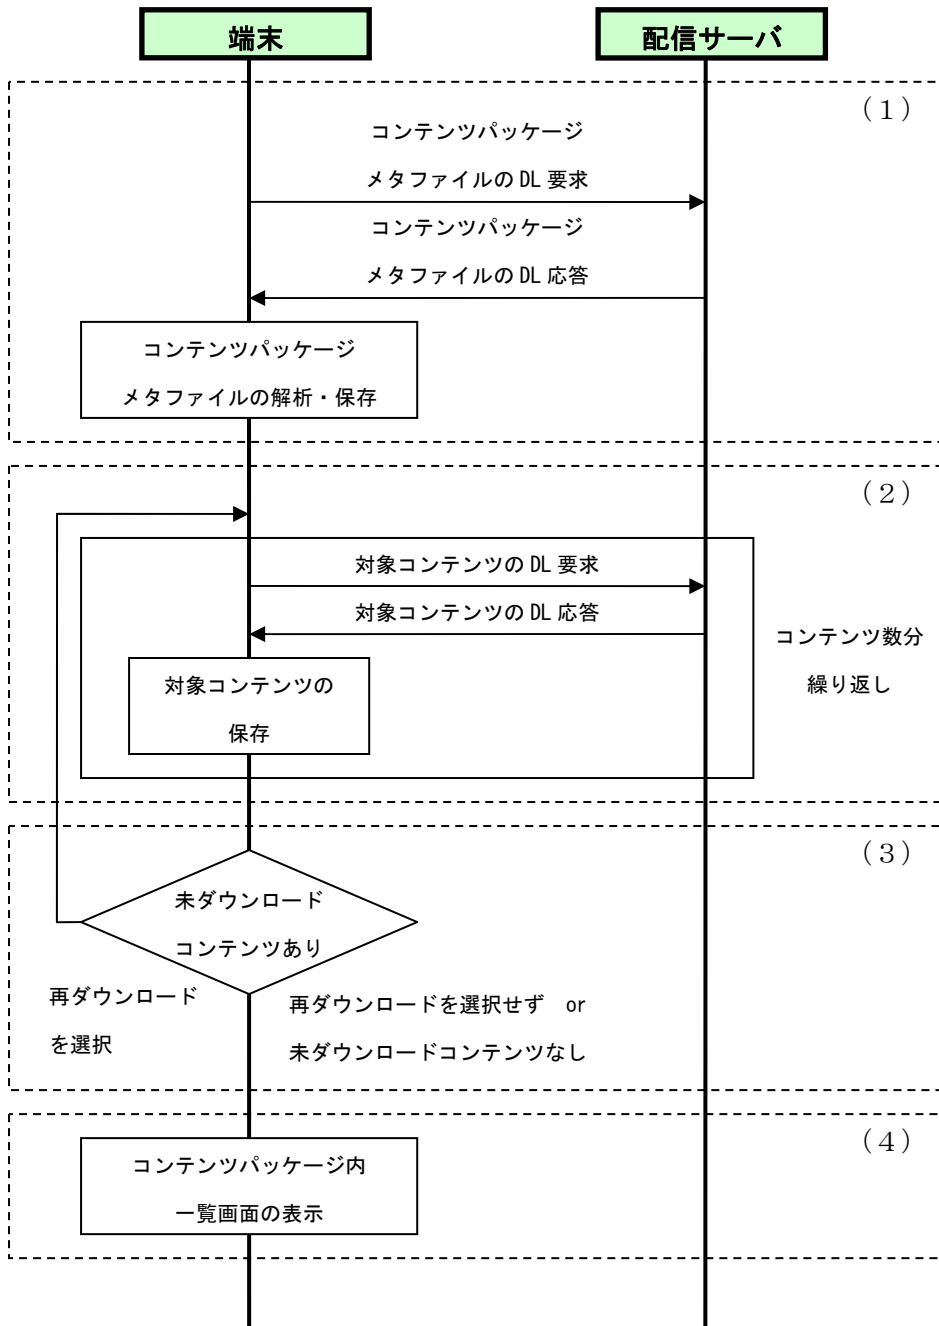 端末
配信サーバ
（１）
コンテンツパッケージ
メタファイルの DL 要求
コンテンツパッケージ
メタファイルの DL 応答
コンテンツパッケージ
メタファイルの解析・保存
（２）
対象コンテンツの DL 要求
対象コンテンツの DL 応答
コンテンツ数分
繰り返し
対象コンテンツの
保存
（３）
未ダウンロード
コンテンツあり
再ダウンロード
を選択
再ダウンロードを選択せず　or
未ダウンロードコンテンツなし
（４）
コンテンツパッケージ内
一覧画面の表示